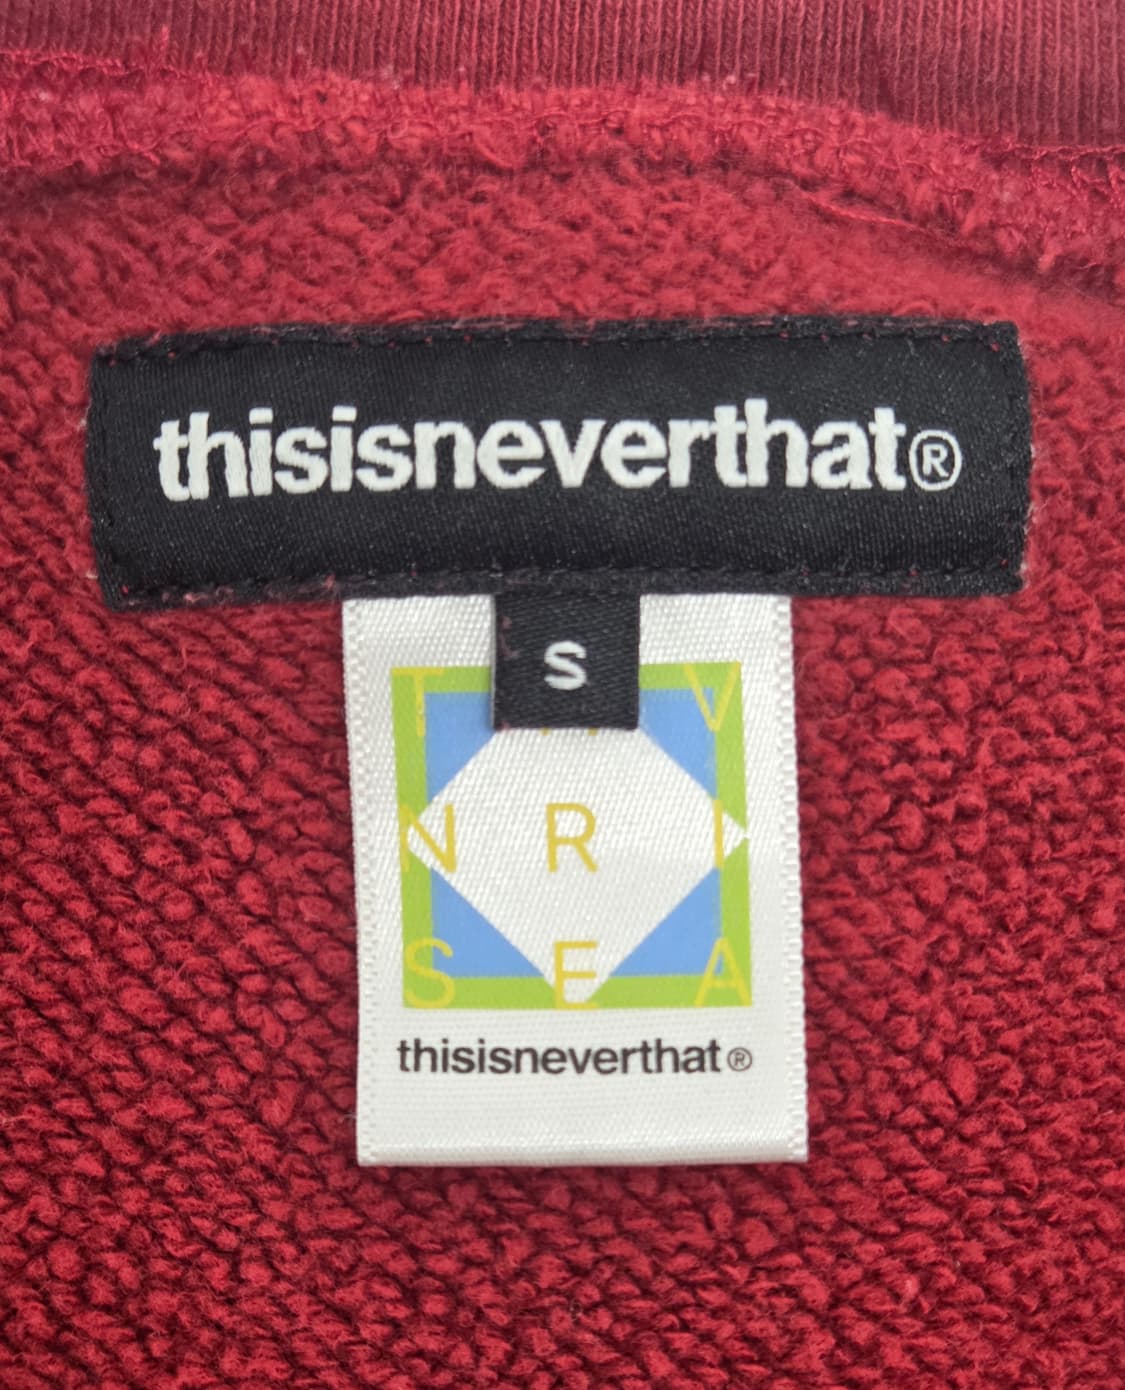 thisisneverthat®
S
T V
N R I
S E A
thisisneverthat®